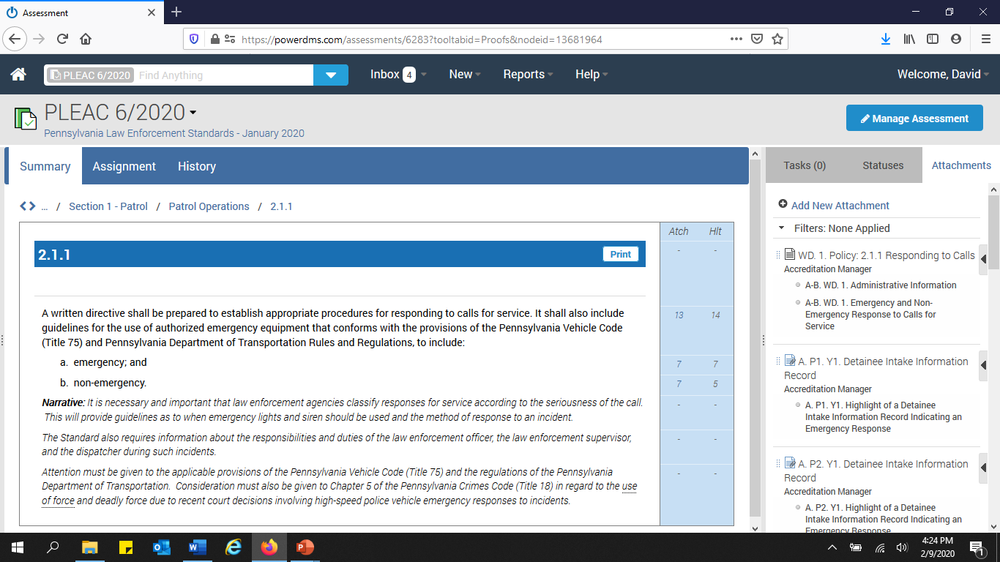 Assessment
https://powerdms.com/assessments/6283?tooltabid=Proofs&nodeid=13681964
PLEAC 6/2020 Find Anything
Inbox 4 New Reports Help Welcome, David
PLEAC 6/2020
Pennsylvania Law Enforcement Standards - January 2020
Manage Assessment
Summary Assignment History
... / Section 1 - Patrol / Patrol Operations / 2.1.1
Atch Hlt
2.1.1 Print
- -
A written directive shall be prepared to establish appropriate procedures for responding to calls for service. It shall also include 13 14
guidelines for the use of authorized emergency equipment that conforms with the provisions of the Pennsylvania Vehicle Code
(Title 75) and Pennsylvania Department of Transportation Rules and Regulations, to include:
a. emergency; and 7 7
b. non-emergency. 7 5
Narrative: It is necessary and important that law enforcement agencies classify responses for service according to the seriousness of the call. - -
This will provide guidelines as to when emergency lights and siren should be used and the method of response to an incident.
The Standard also requires information about the responsibilities and duties of the law enforcement officer, the law enforcement supervisor, - -
and the dispatcher during such incidents.
Attention must be given to the applicable provisions of the Pennsylvania Vehicle Code (Title 75) and the regulations of the Pennsylvania - -
Department of Transportation. Consideration must also be given to Chapter 5 of the Pennsylvania Crimes Code (Title 18) in regard to the use
of force and deadly force due to recent court decisions involving high-speed police vehicle emergency responses to incidents.
Tasks (0) Statuses Attachments
Add New Attachment
Filters: None Applied
WD. 1. Policy: 2.1.1 Responding to Calls
Accreditation Manager
A-B. WD. 1. Administrative Information
A-B. WD. 1. Emergency and Non-
Emergency Response to Calls for
Service
A. P1. Y1. Detainee Intake Information
Record
Accreditation Manager
A. P1. Y1. Highlight of a Detainee
Intake Information Record Indicating an
Emergency Response
A. P2. Y1. Detainee Intake Information
Record
Accreditation Manager
A. P2. Y1. Highlight of a Detainee
Intake Information Record Indicating an
Emergency Response
4:24 PM
2/9/2020
1